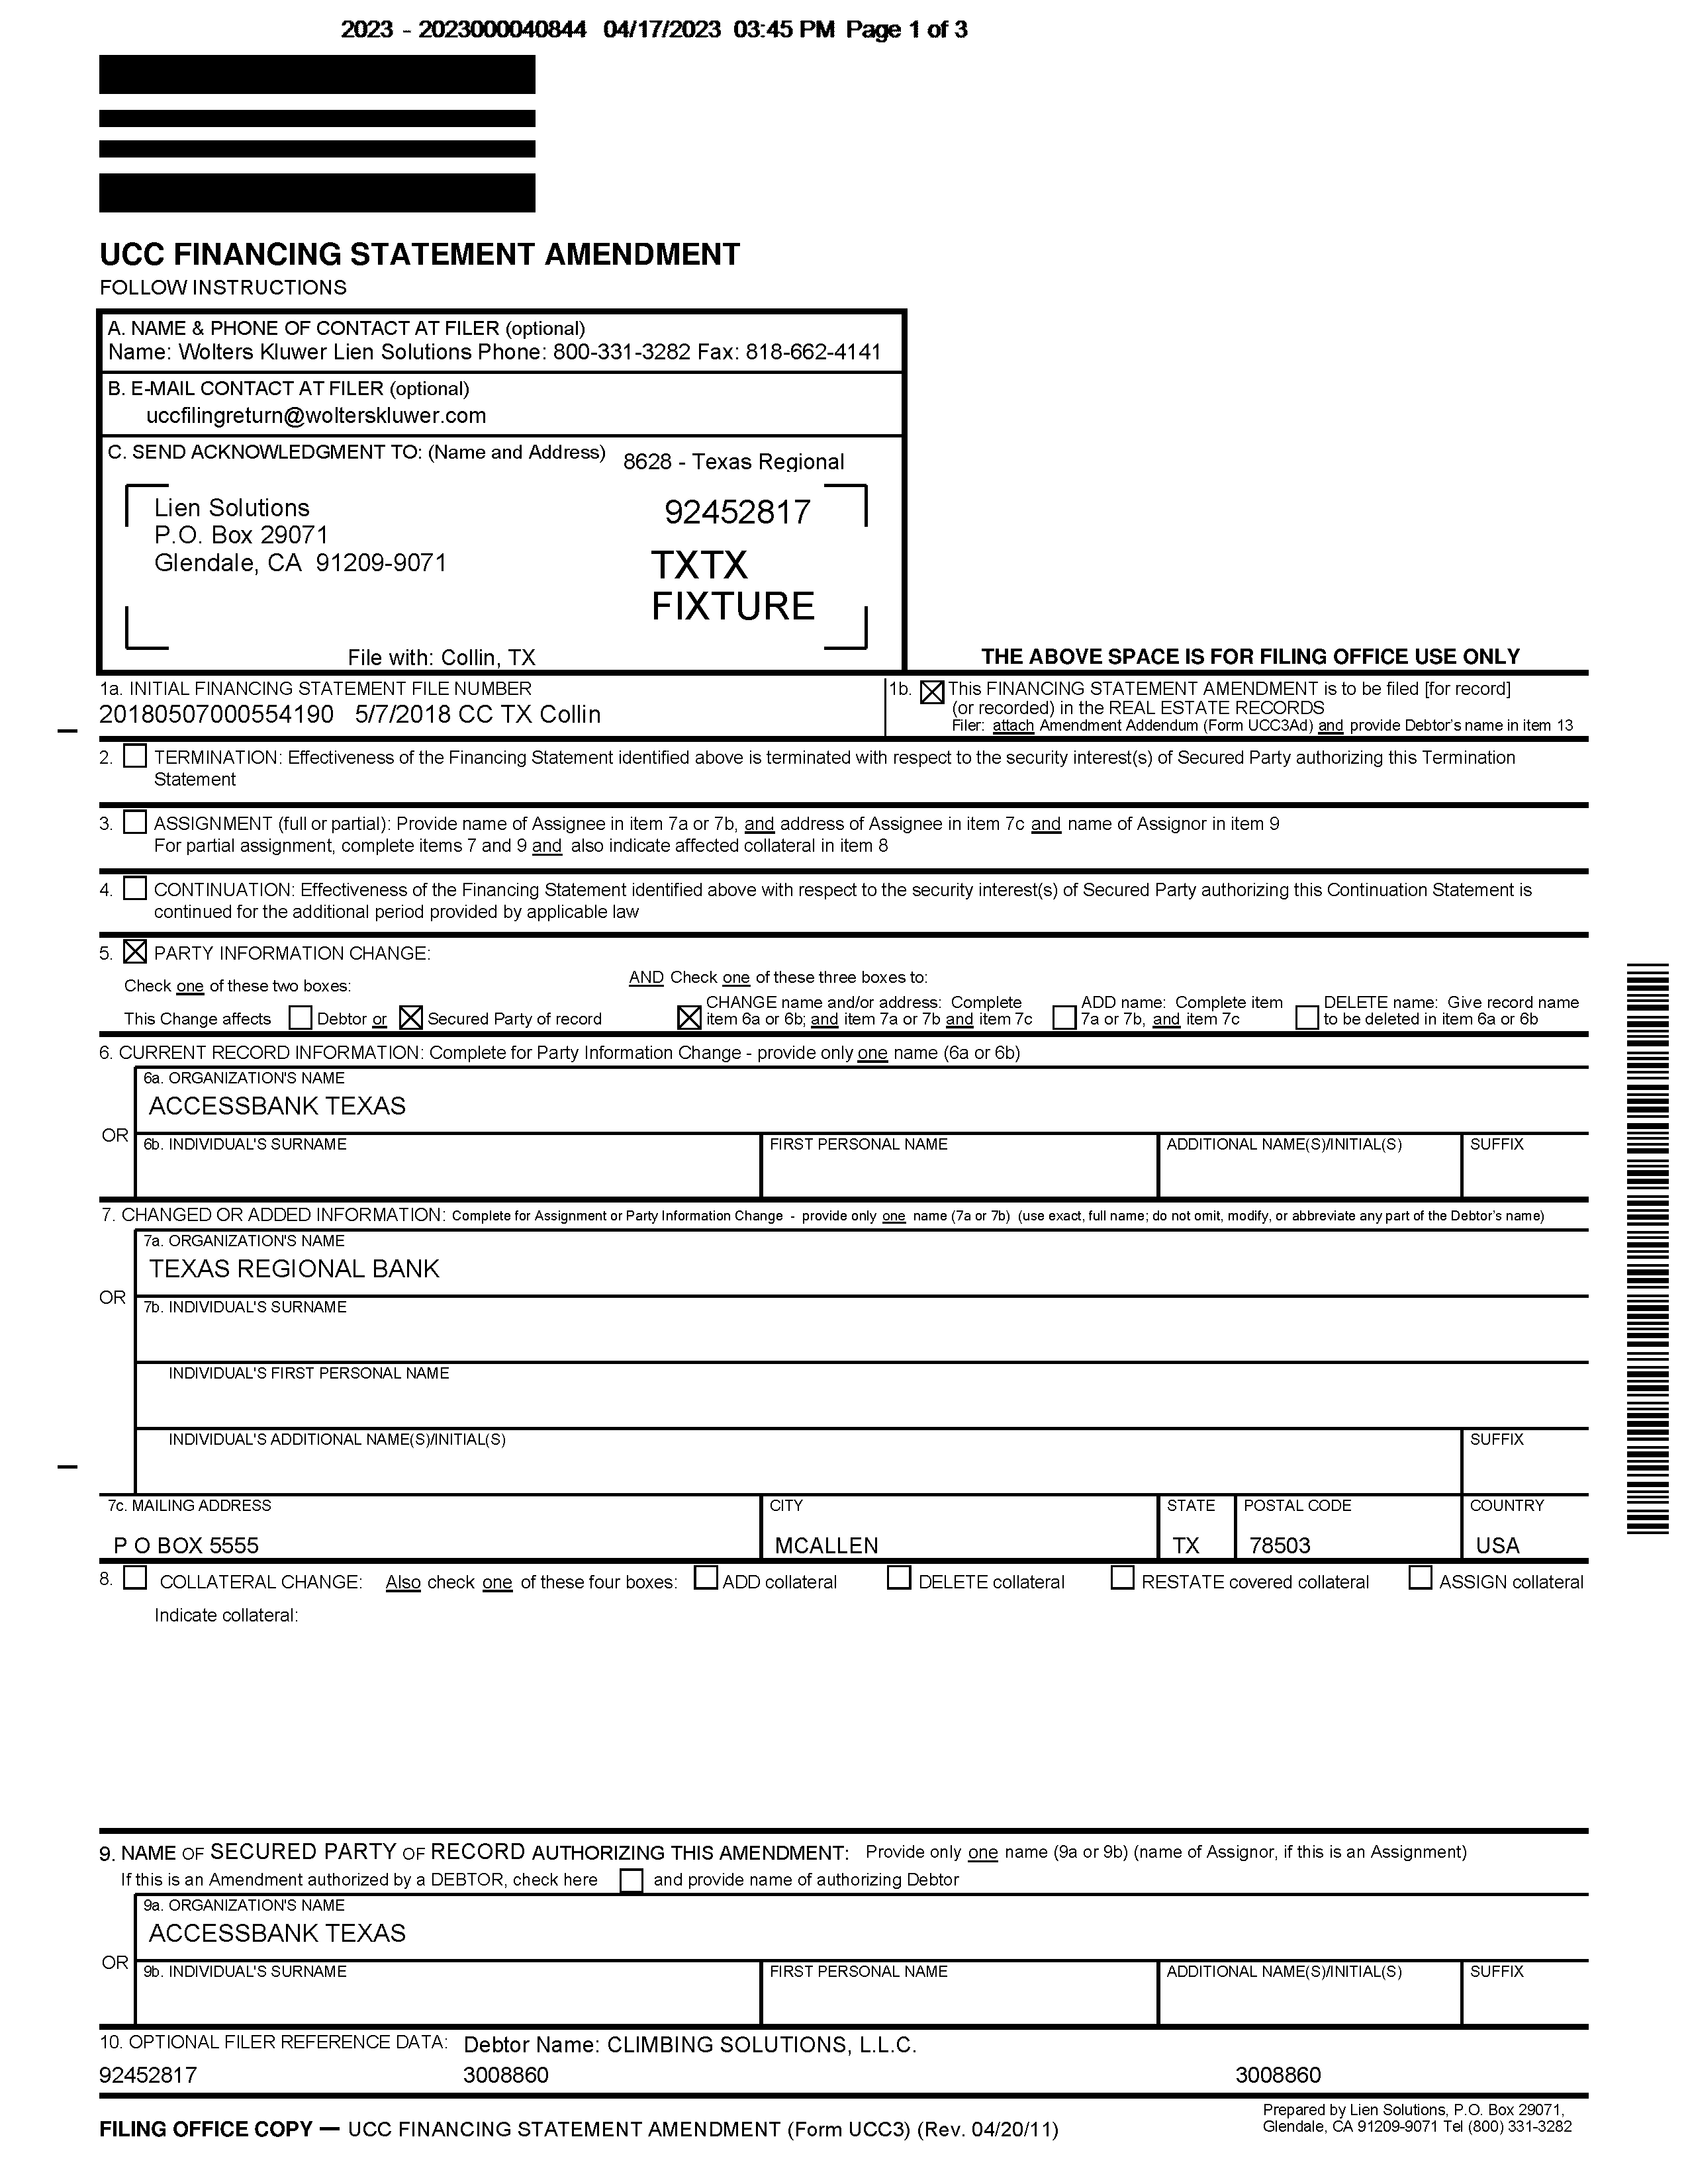 2023 - 2023000040844 04/17/2023 03:45 PM Page 1 of 3
UCC FINANCING STATEMENT AMENDMENT
FOLLOW INSTRUCTIONS
A. NAME & PHONE OF CONTACT AT FILER (optional)
Name: Wolters Kluwer Lien Solutions Phone: 800-331-3282 Fax: 818-662-4141
B. E-MAIL CONTACT AT FILER (optional)
uccfilingreturn@wolterskluwer.com
C. SEND ACKNOWLEDGMENT TO: (Name and Address) 8628 - Texas Regional
Lien Solutions 92452817
P.O. Box 29071
Glendale, CA 91209-9071 TXTX
FIXTURE
File with: Collin, TX
THE ABOVE SPACE IS FOR FILING OFFICE USE ONLY
1a. INITIAL FINANCING STATEMENT FILE NUMBER
20180507000554190 5/7/2018 CC TX Collin
1b. This FINANCING STATEMENT AMENDMENT is to be filed [for record]
(or recorded) in the REAL ESTATE RECORDS
Filer: attach Amendment Addendum (Form UCC3Ad) and provide Debtor's name in item 13
2. TERMINATION: Effectiveness of the Financing Statement identified above is terminated with respect to the security interest(s) of Secured Party authorizing this Termination
Statement
3. ASSIGNMENT (full or partial): Provide name of Assignee in item 7a or 7b, and address of Assignee in item 7c and name of Assignor in item 9
For partial assignment, complete items 7 and 9 and also indicate affected collateral in item 8
4. CONTINUATION: Effectiveness of the Financing Statement identified above with respect to the security interest(s) of Secured Party authorizing this Continuation Statement is
continued for the additional period provided by applicable law
5. PARTY INFORMATION CHANGE:
Check one of these two boxes:
AND Check one of these three boxes to:
This Change affects Debtor or Secured Party of record
CHANGE name and/or address: Complete
item 6a or 6b; and item 7a or 7b and item 7c
ADD name: Complete item
7a or 7b, and item 7c
DELETE name: Give record name
to be deleted in item 6a or 6b
6. CURRENT RECORD INFORMATION: Complete for Party Information Change - provide only one name (6a or 6b)
6a. ORGANIZATION'S NAME
ACCESSBANK TEXAS
OR
6b. INDIVIDUAL'S SURNAME FIRST PERSONAL NAME ADDITIONAL NAME(S)/INITIAL(S) SUFFIX
7. CHANGED OR ADDED INFORMATION: Complete for Assignment or Party Information Change - provide only one name (7a or 7b) (use exact, full name; do not omit, modify, or abbreviate any part of the Debtor's name)
7a. ORGANIZATION'S NAME
TEXAS REGIONAL BANK
OR
7b. INDIVIDUAL'S SURNAME
INDIVIDUAL'S FIRST PERSONAL NAME
INDIVIDUAL'S ADDITIONAL NAME(S)/INITIAL(S) SUFFIX
7c. MAILING ADDRESS CITY STATE POSTAL CODE COUNTRY
P O BOX 5555 MCALLEN TX 78503 USA
8. COLLATERAL CHANGE: Also check one of these four boxes: ADD collateral DELETE collateral RESTATE covered collateral ASSIGN collateral
Indicate collateral:
9. NAME OF SECURED PARTY OF RECORD AUTHORIZING THIS AMENDMENT: Provide only one name (9a or 9b) (name of Assignor, if this is an Assignment)
If this is an Amendment authorized by a DEBTOR, check here and provide name of authorizing Debtor
9a. ORGANIZATION'S NAME
ACCESSBANK TEXAS
OR
9b. INDIVIDUAL'S SURNAME FIRST PERSONAL NAME ADDITIONAL NAME(S)/INITIAL(S) SUFFIX
10. OPTIONAL FILER REFERENCE DATA: Debtor Name: CLIMBING SOLUTIONS, L.L.C.
92452817 3008860 3008860
FILING OFFICE COPY — UCC FINANCING STATEMENT AMENDMENT (Form UCC3) (Rev. 04/20/11)
Prepared by Lien Solutions, P.O. Box 29071,
Glendale, CA 91209-9071 Tel (800) 331-3282